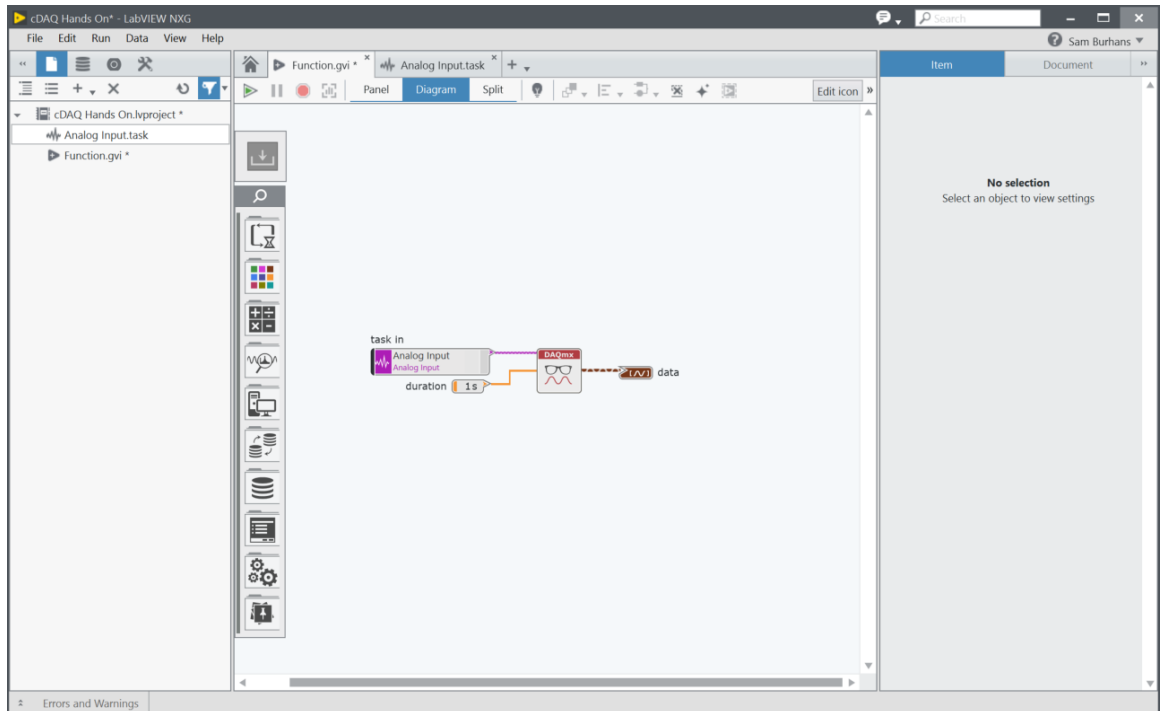 cDAQ Hands On* - LabVIEW NXG
Search
File Edit Run Data View Help
Sam Burhans
Function.gvi *
Analog Input.task
Item
Document
Panel
Diagram
Split
Edit icon
cDAQ Hands On.lvproject *
Analog Input.task
Function.gvi *
No selection
Select an object to view settings
task in
Analog Input
Analog Input
DAQmx
duration
1s
data
Errors and Warnings